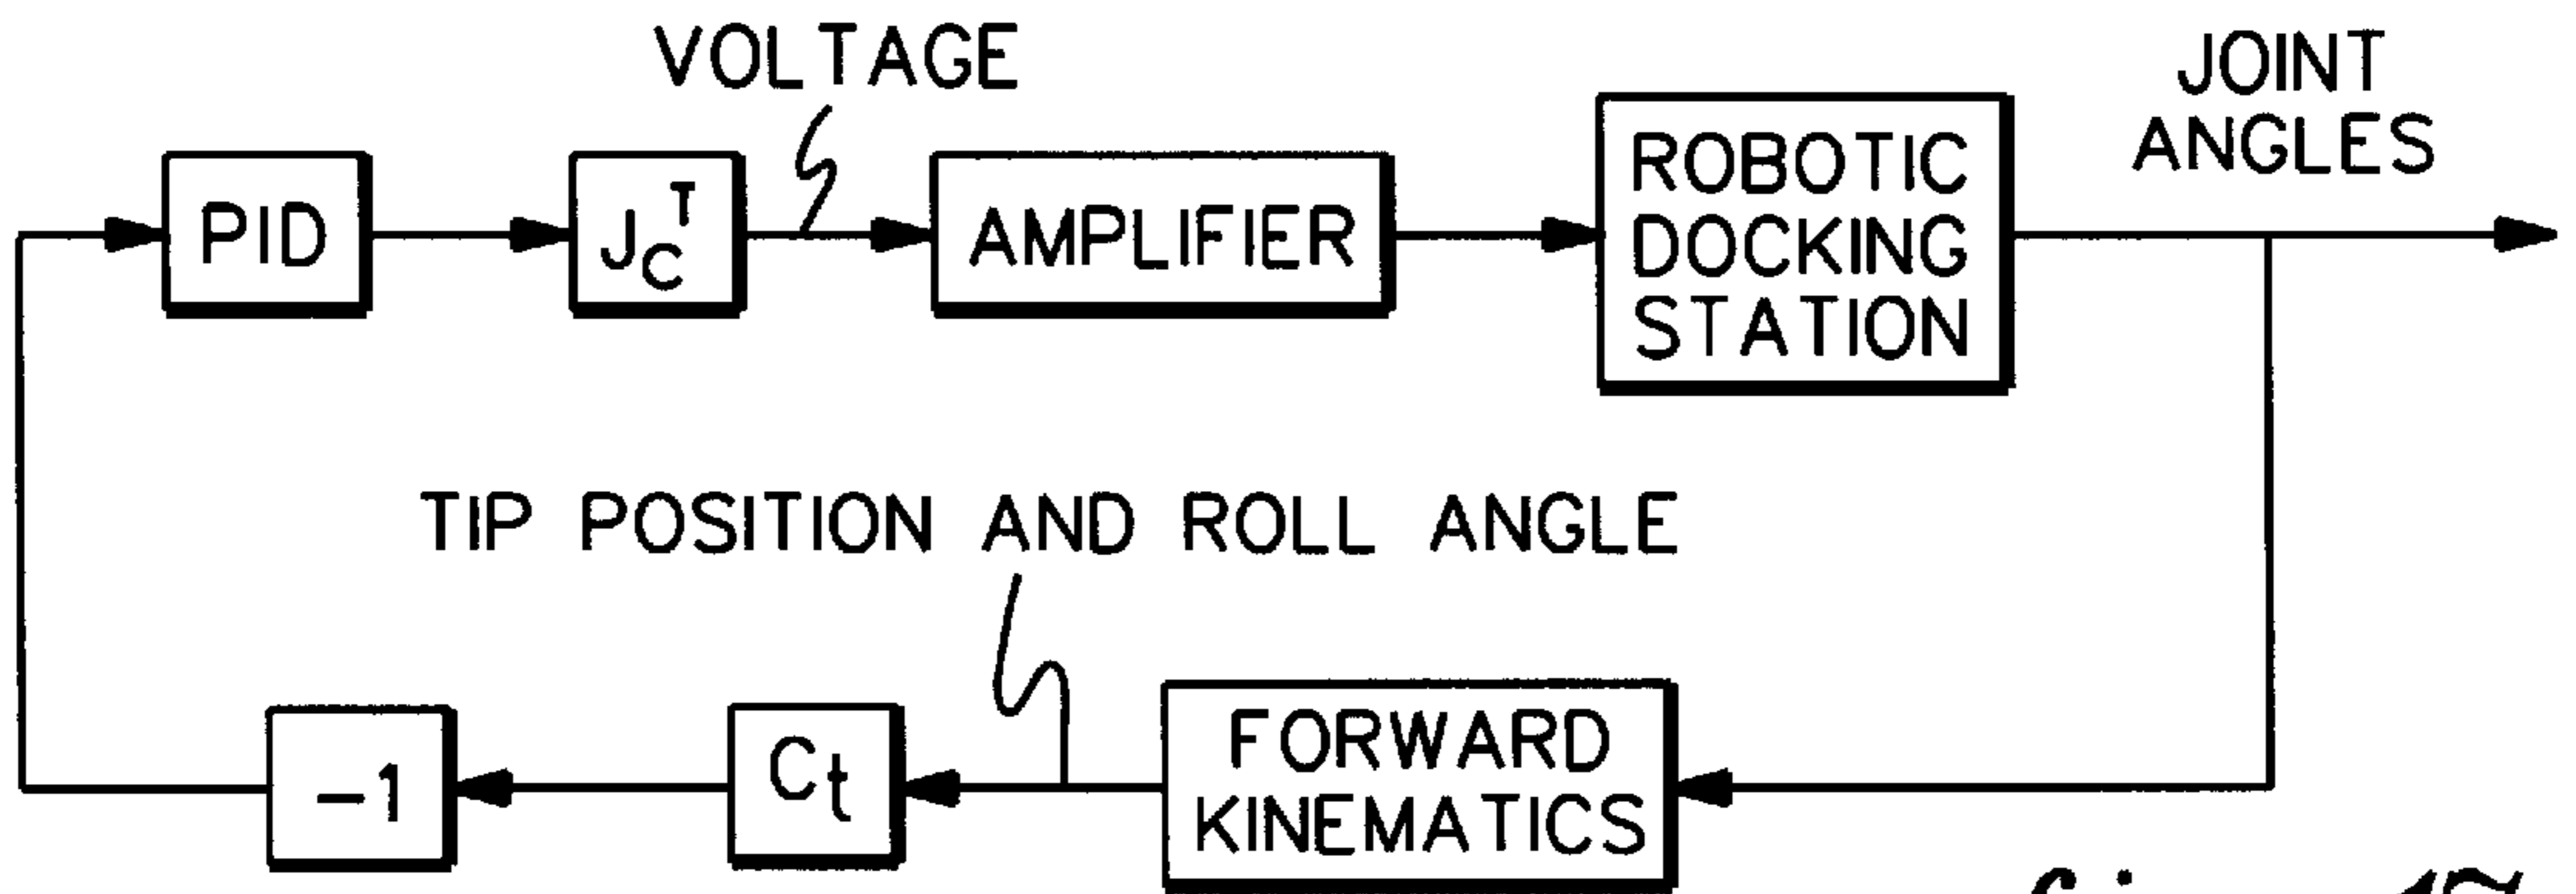 VOLTAGE
JOINT
ANGLES
PID
J_C^T
AMPLIFIER
ROBOTIC
DOCKING
STATION
TIP POSITION AND ROLL ANGLE
-1
Ct
FORWARD
KINEMATICS